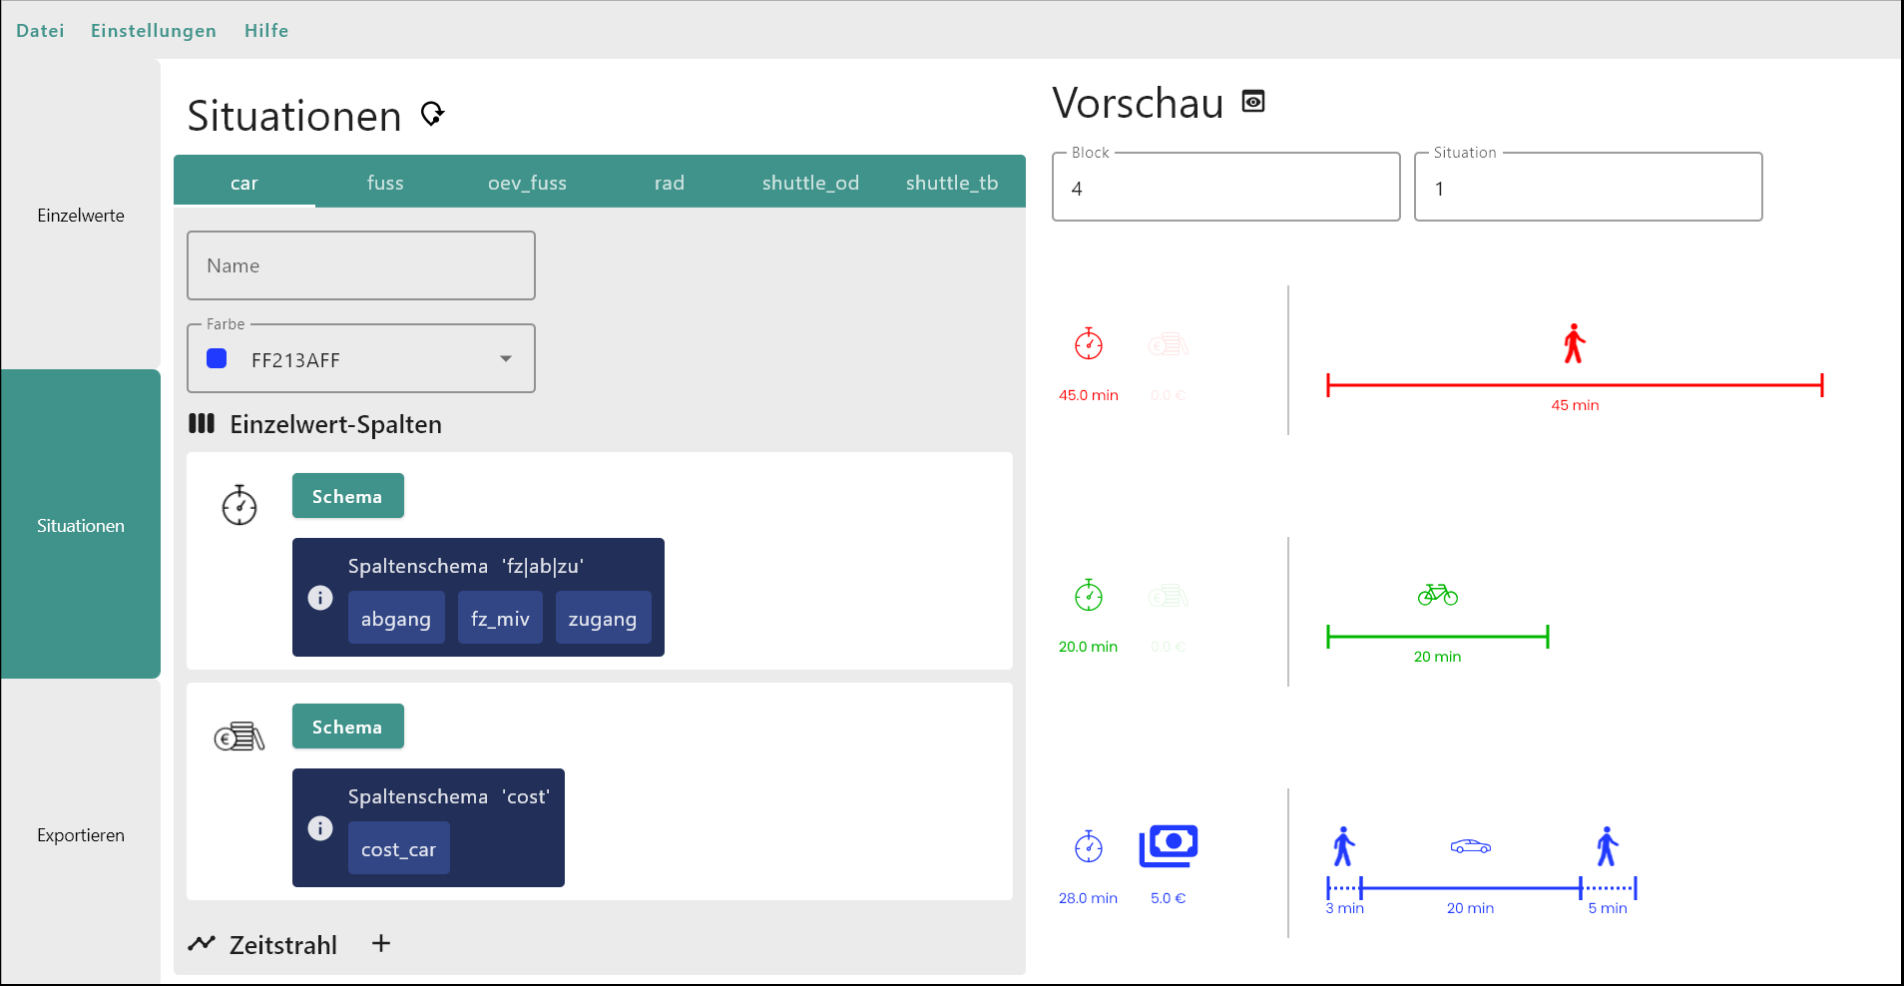 Datei Einstellungen Hilfe
Einzelwerte
Situationen
Exportieren
Situationen
car fuss oev_fuss rad shuttle_od shuttle_tb
Name
Farbe
FF213AFF
Einzelwert-Spalten
Schema
Spaltenschema 'fz|ab|zu'
abgang fz_miv zugang
Schema
Spaltenschema 'cost'
cost_car
Zeitstrahl +
Vorschau
Block
4
Situation
1
45.0 min 0.0 €
45 min
20.0 min 0.0 €
20 min
28.0 min 5.0 €
3 min 20 min 5 min